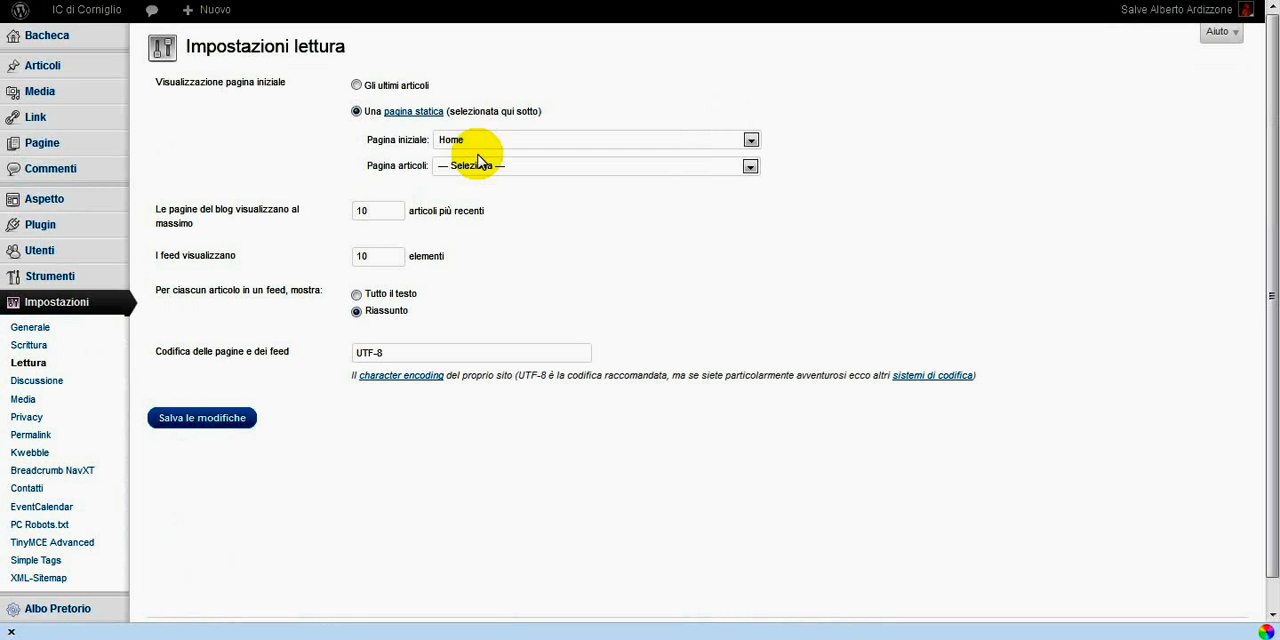 IC di Corniglio
Nuovo
Salve Alberto Ardizzone
Aiuto
Bacheca
Articoli
Media
Link
Pagine
Commenti
Aspetto
Plugin
Utenti
Strumenti
Impostazioni
Generale
Scrittura
Lettura
Discussione
Media
Privacy
Permalink
Kwebble
Breadcrumb NavXT
Contatti
EventCalendar
PC Robots.txt
TinyMCE Advanced
Simple Tags
XML-Sitemap
Albo Pretorio
Impostazioni lettura
Visualizzazione pagina iniziale
Gli ultimi articoli
Una pagina statica (selezionata qui sotto)
Pagina iniziale: Home
Pagina articoli: — Seleziona —
Le pagine del blog visualizzano al
massimo
10 articoli più recenti
I feed visualizzano 10 elementi
Per ciascun articolo in un feed, mostra:
Tutto il testo
Riassunto
Codifica delle pagine e dei feed UTF-8
Il character encoding del proprio sito (UTF-8 è la codifica raccomandata, ma se siete particolarmente avventurosi ecco altri sistemi di codifica)
Salva le modifiche